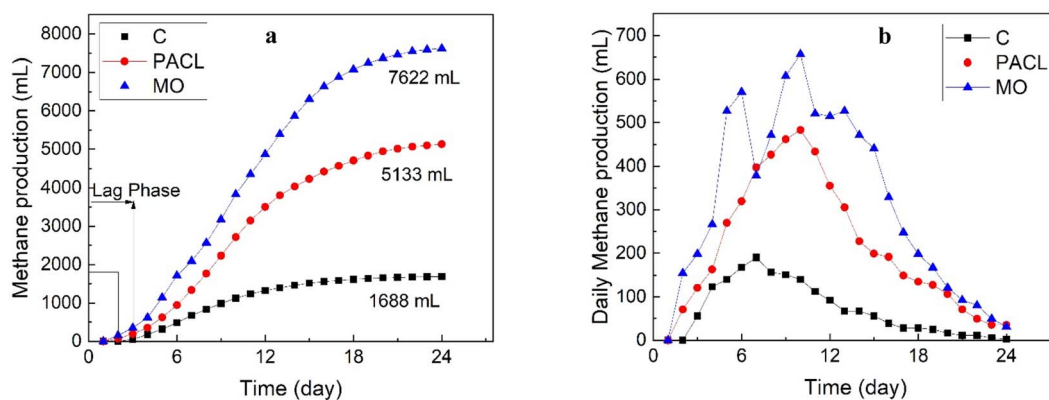 a
C
PACL
MO
8000
7000
6000
5000
4000
3000
2000
1000
0
Methane production (mL)
7622 mL
5133 mL
1688 mL
Lag Phase
0 6 12 18 24
Time (day)
b
C
PACL
MO
700
600
500
400
300
200
100
0
Daily Methane production (mL)
0 6 12 18 24
Time (day)